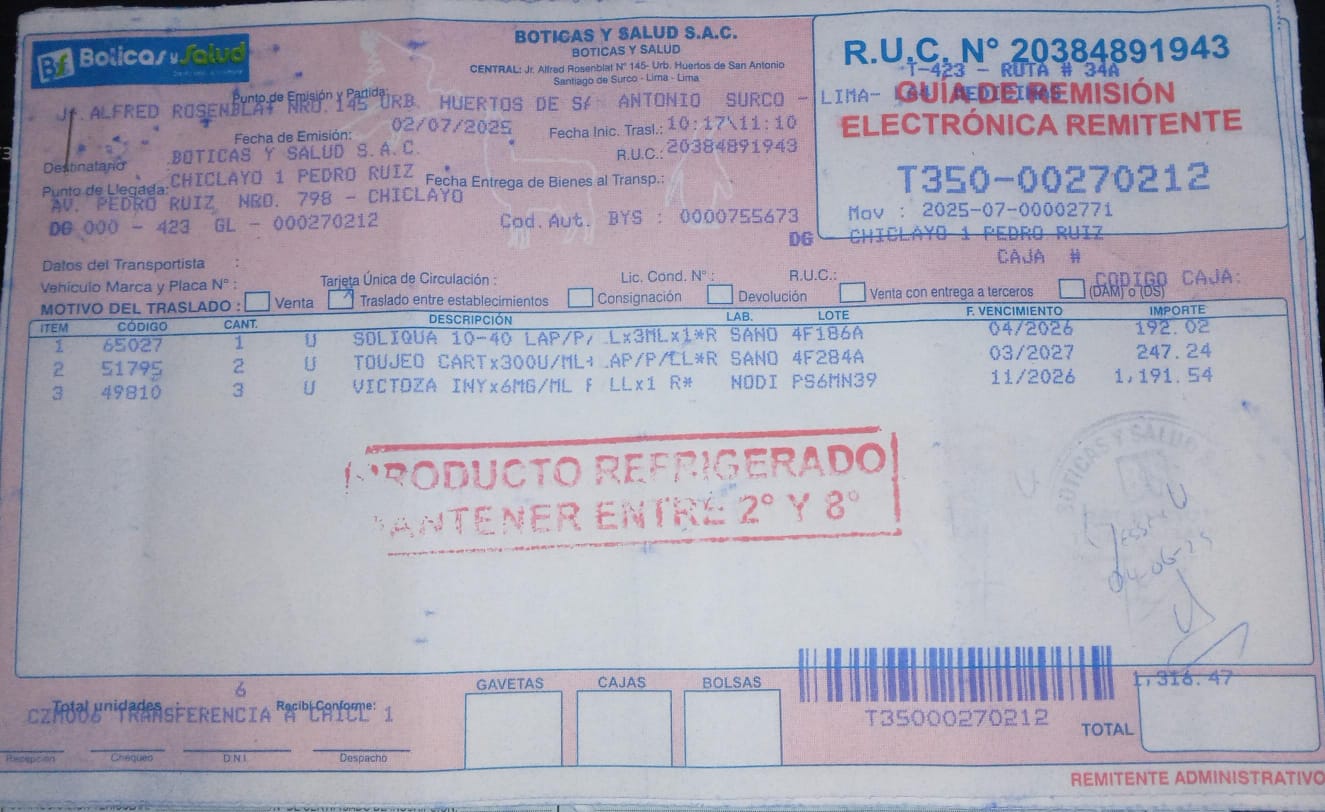 Boticas y Salud
BOTICAS Y SALUD S.A.C.
BOTICAS Y SALUD
CENTRAL: Jr. Alfred Rosenblat N° 145- Urb. Huertos de San Antonio
Santiago de Surco - Lima - Lima
R.U.C. N° 20384891943
T-423 - RUTA # 34A
GUÍA DE REMISIÓN
ELECTRÓNICA REMITENTE
T350-00270212
Mov : 2025-07-00002771
DG - CHICLAYO 1 PEDRO RUIZ
CAJA #
CODIGO CAJA:
Punto de Emisión y Partida:
Jr. ALFRED ROSENBLAT NRO. 145 URB. HUERTOS DE SAN ANTONIO SURCO - LIMA-
Fecha de Emisión: 02/07/2025 Fecha Inic. Trasl.: 10:17\11:10
Destinatario BOTICAS Y SALUD S.A.C. R.U.C.: 20384891943
Punto de Llegada: CHICLAYO 1 PEDRO RUIZ Fecha Entrega de Bienes al Transp.:
AV. PEDRO RUIZ NRO. 798 - CHICLAYO
DG 000 - 423 GL - 000270212 Cod. Aut. BYS : 0000755673
Datos del Transportista :
Vehículo Marca y Placa N° : Tarjeta Única de Circulación : Lic. Cond. N° : R.U.C.:
MOTIVO DEL TRASLADO : Venta Traslado entre establecimientos Consignación Devolución Venta con entrega a terceros (DAM) o (DS)
ITEM CÓDIGO CANT. DESCRIPCIÓN LAB. LOTE F. VENCIMIENTO IMPORTE
1 65027 1 U SOLIQUA 10-40 LAP/P/ LLx3MLx1*R SANO 4F186A 04/2026 192.02
2 51795 2 U TOUJEO CARTx300U/ML+ AP/P/LL*R SANO 4F284A 03/2027 247.24
3 49810 3 U VICTOZA INYx6MG/ML LLx1 R* NODI PS6MN39 11/2026 1,191.54
PRODUCTO REFRIGERADO
MANTENER ENTRE 2° Y 8°
BOTICAS Y SALUD
6
Total unidades : Recibí Conforme:
CZM006 TRANSFERENCIA A CHICL 1
Recepcion Chequeo D.N.I. Despacho
GAVETAS CAJAS BOLSAS
T35000270212
1,316.47
TOTAL
REMITENTE ADMINISTRATIVO